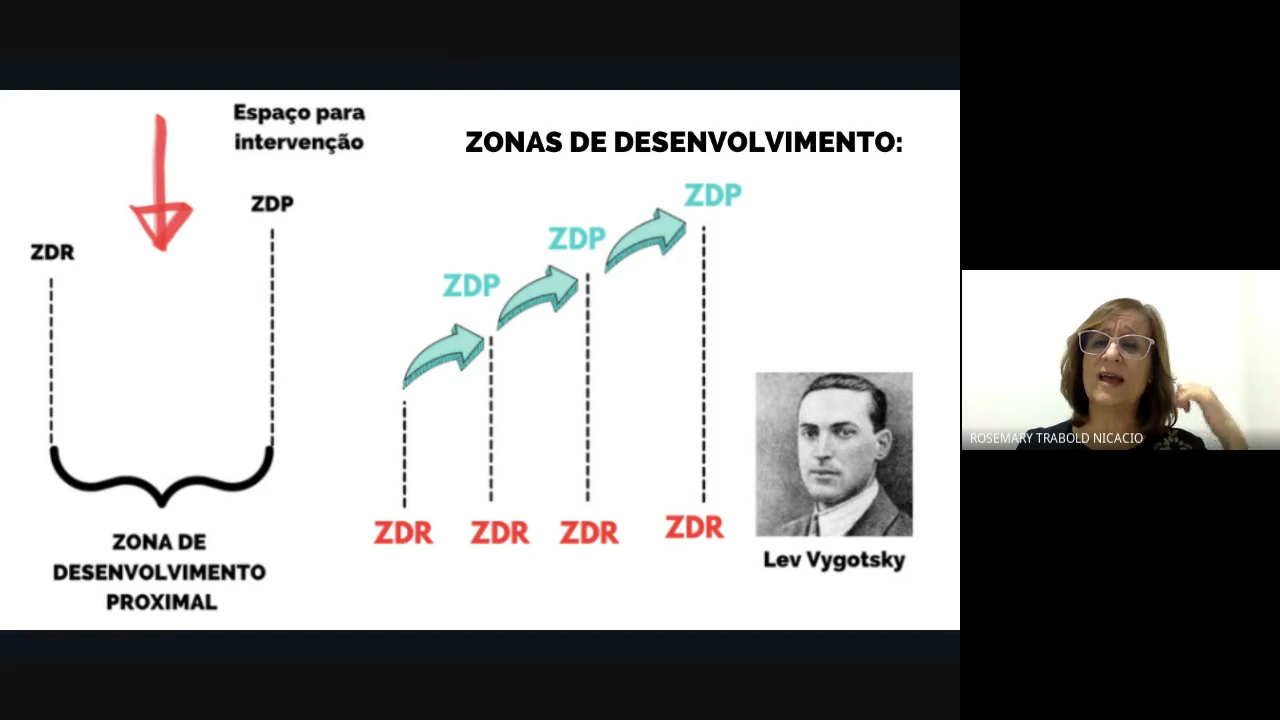 Espaço para
intervenção
ZDP
ZDR
ZONA DE
DESENVOLVIMENTO
PROXIMAL
ZONAS DE DESENVOLVIMENTO:
ZDP
ZDP
ZDP
ZDR
ZDR
ZDR
ZDR
Lev Vygotsky
ROSEMARY TRABOLD NICACIO